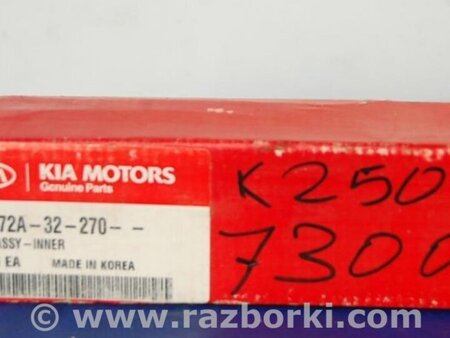 KIA MOTORS
Genuine Parts
72A-32-270--
ASSY-INNER
EA MADE IN KOREA
K250
7300
www.razborki.com